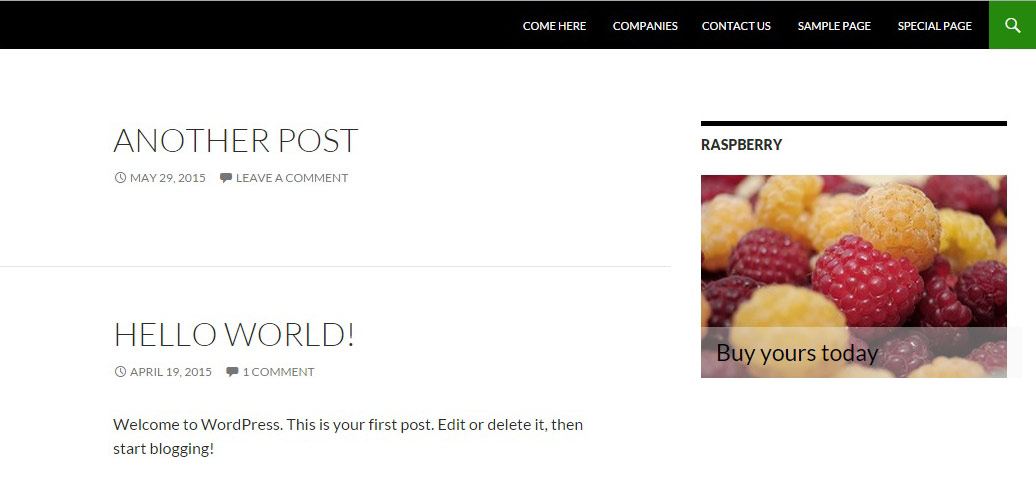 COME HERE COMPANIES CONTACT US SAMPLE PAGE SPECIAL PAGE
ANOTHER POST
MAY 29, 2015 LEAVE A COMMENT
HELLO WORLD!
APRIL 19, 2015 1 COMMENT
Welcome to WordPress. This is your first post. Edit or delete it, then
start blogging!
RASPBERRY
Buy yours today